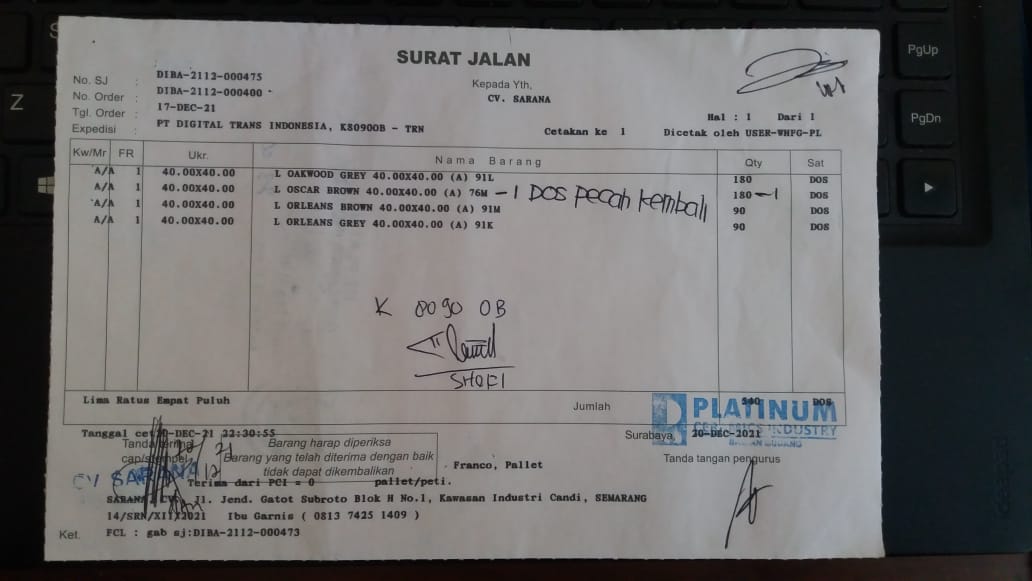 SURAT JALAN
No. SJ : DIBA-2112-000475
No. Order : DIBA-2112-000400
Tgl. Order : 17-DEC-21
Expedisi : PT DIGITAL TRANS INDONESIA, K8090OB - TRN
Kepada Yth,
CV. SARANA
Hal : 1 Dari 1
Cetakan ke 1 Dicetak oleh USER-WHFG-PL
Kw/Mr FR Ukr. Nama Barang Qty Sat
A/A 1 40.00X40.00 L OAKWOOD GREY 40.00X40.00 (A) 91L 180 DOS
A/A 1 40.00X40.00 L OSCAR BROWN 40.00X40.00 (A) 76M - 1 DOS pecah kembali 180 - 1 DOS
A/A 1 40.00X40.00 L ORLEANS BROWN 40.00X40.00 (A) 91M 90 DOS
A/A 1 40.00X40.00 L ORLEANS GREY 40.00X40.00 (A) 91K 90 DOS
K 8090 OB
SHOFI
Lima Ratus Empat Puluh
Jumlah 540 DOS
PLATINUM
CERAMICS INDUSTRY
Tanggal cet 20-DEC-21 22:30:55
Surabaya, 20-DEC-2021
Tanda terima
cap/stempel
Barang harap diperiksa
Barang yang telah diterima dengan baik
tidak dapat dikembalikan
Franco, Pallet
Tanda tangan pengurus
CV SARANA
Terima dari PCI = 0 pallet/peti.
SARANA, CV. Jl. Jend. Gatot Subroto Blok H No.1, Kawasan Industri Candi, SEMARANG
14/SRN/XII/2021 Ibu Garnis ( 0813 7425 1409 )
Ket. FCL : gab sj:DIBA-2112-000473
PgUp
PgDn
Z